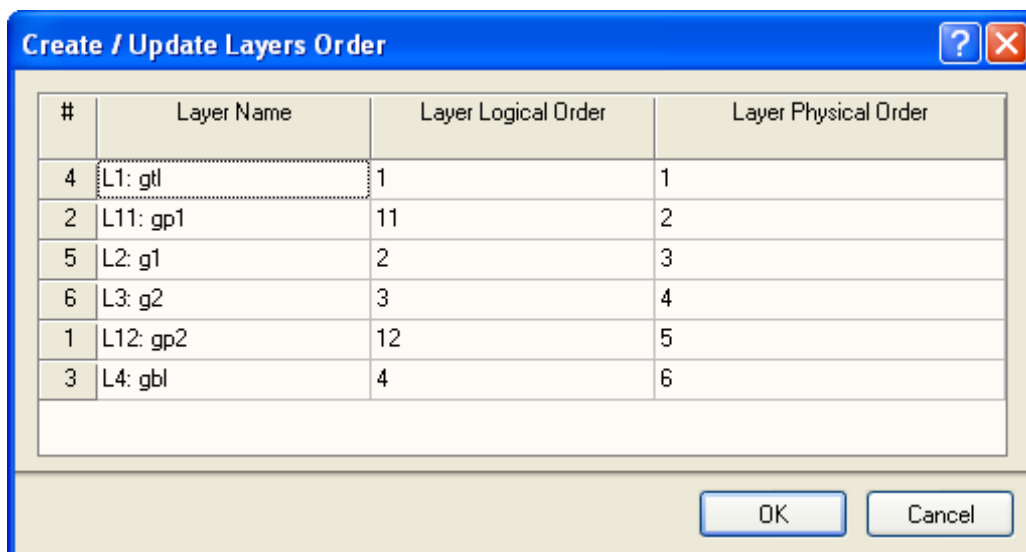 Create / Update Layers Order
# Layer Name Layer Logical Order Layer Physical Order
4 L1: gtl 1 1
2 L11: gp1 11 2
5 L2: g1 2 3
6 L3: g2 3 4
1 L12: gp2 12 5
3 L4: gbl 4 6
OK Cancel